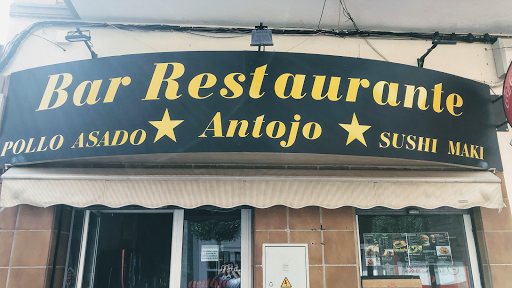 Bar Restaurante
POLLO ASADO ★ Antojo ★ SUSHI MAKI